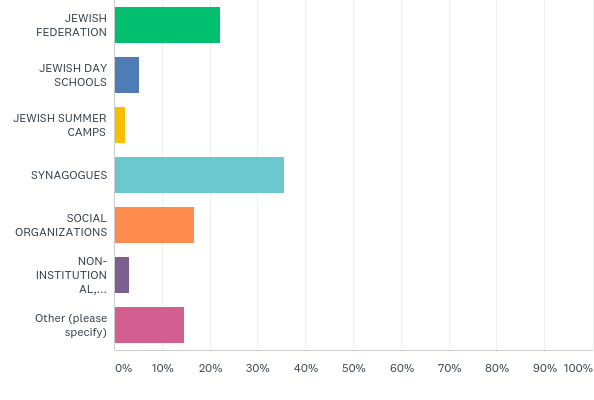 JEWISH
FEDERATION
JEWISH DAY
SCHOOLS
JEWISH SUMMER
CAMPS
SYNAGOGUES
SOCIAL
ORGANIZATIONS
NON-
INSTITUTION
AL,...
Other (please
specify)
0% 10% 20% 30% 40% 50% 60% 70% 80% 90% 100%